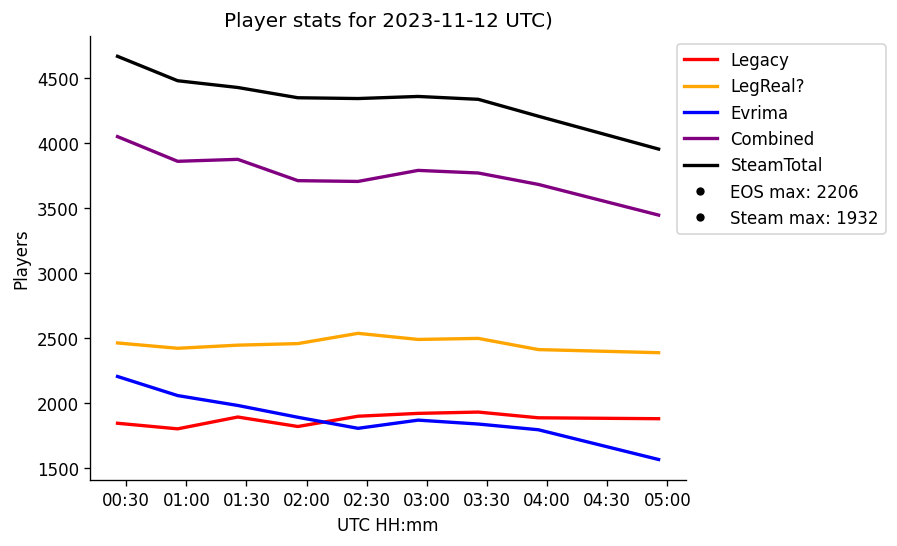 Player stats for 2023-11-12 UTC)
4500
4000
3500
3000
2500
2000
1500
Players
00:30 01:00 01:30 02:00 02:30 03:00 03:30 04:00 04:30 05:00
UTC HH:mm
Legacy
LegReal?
Evrima
Combined
SteamTotal
EOS max: 2206
Steam max: 1932